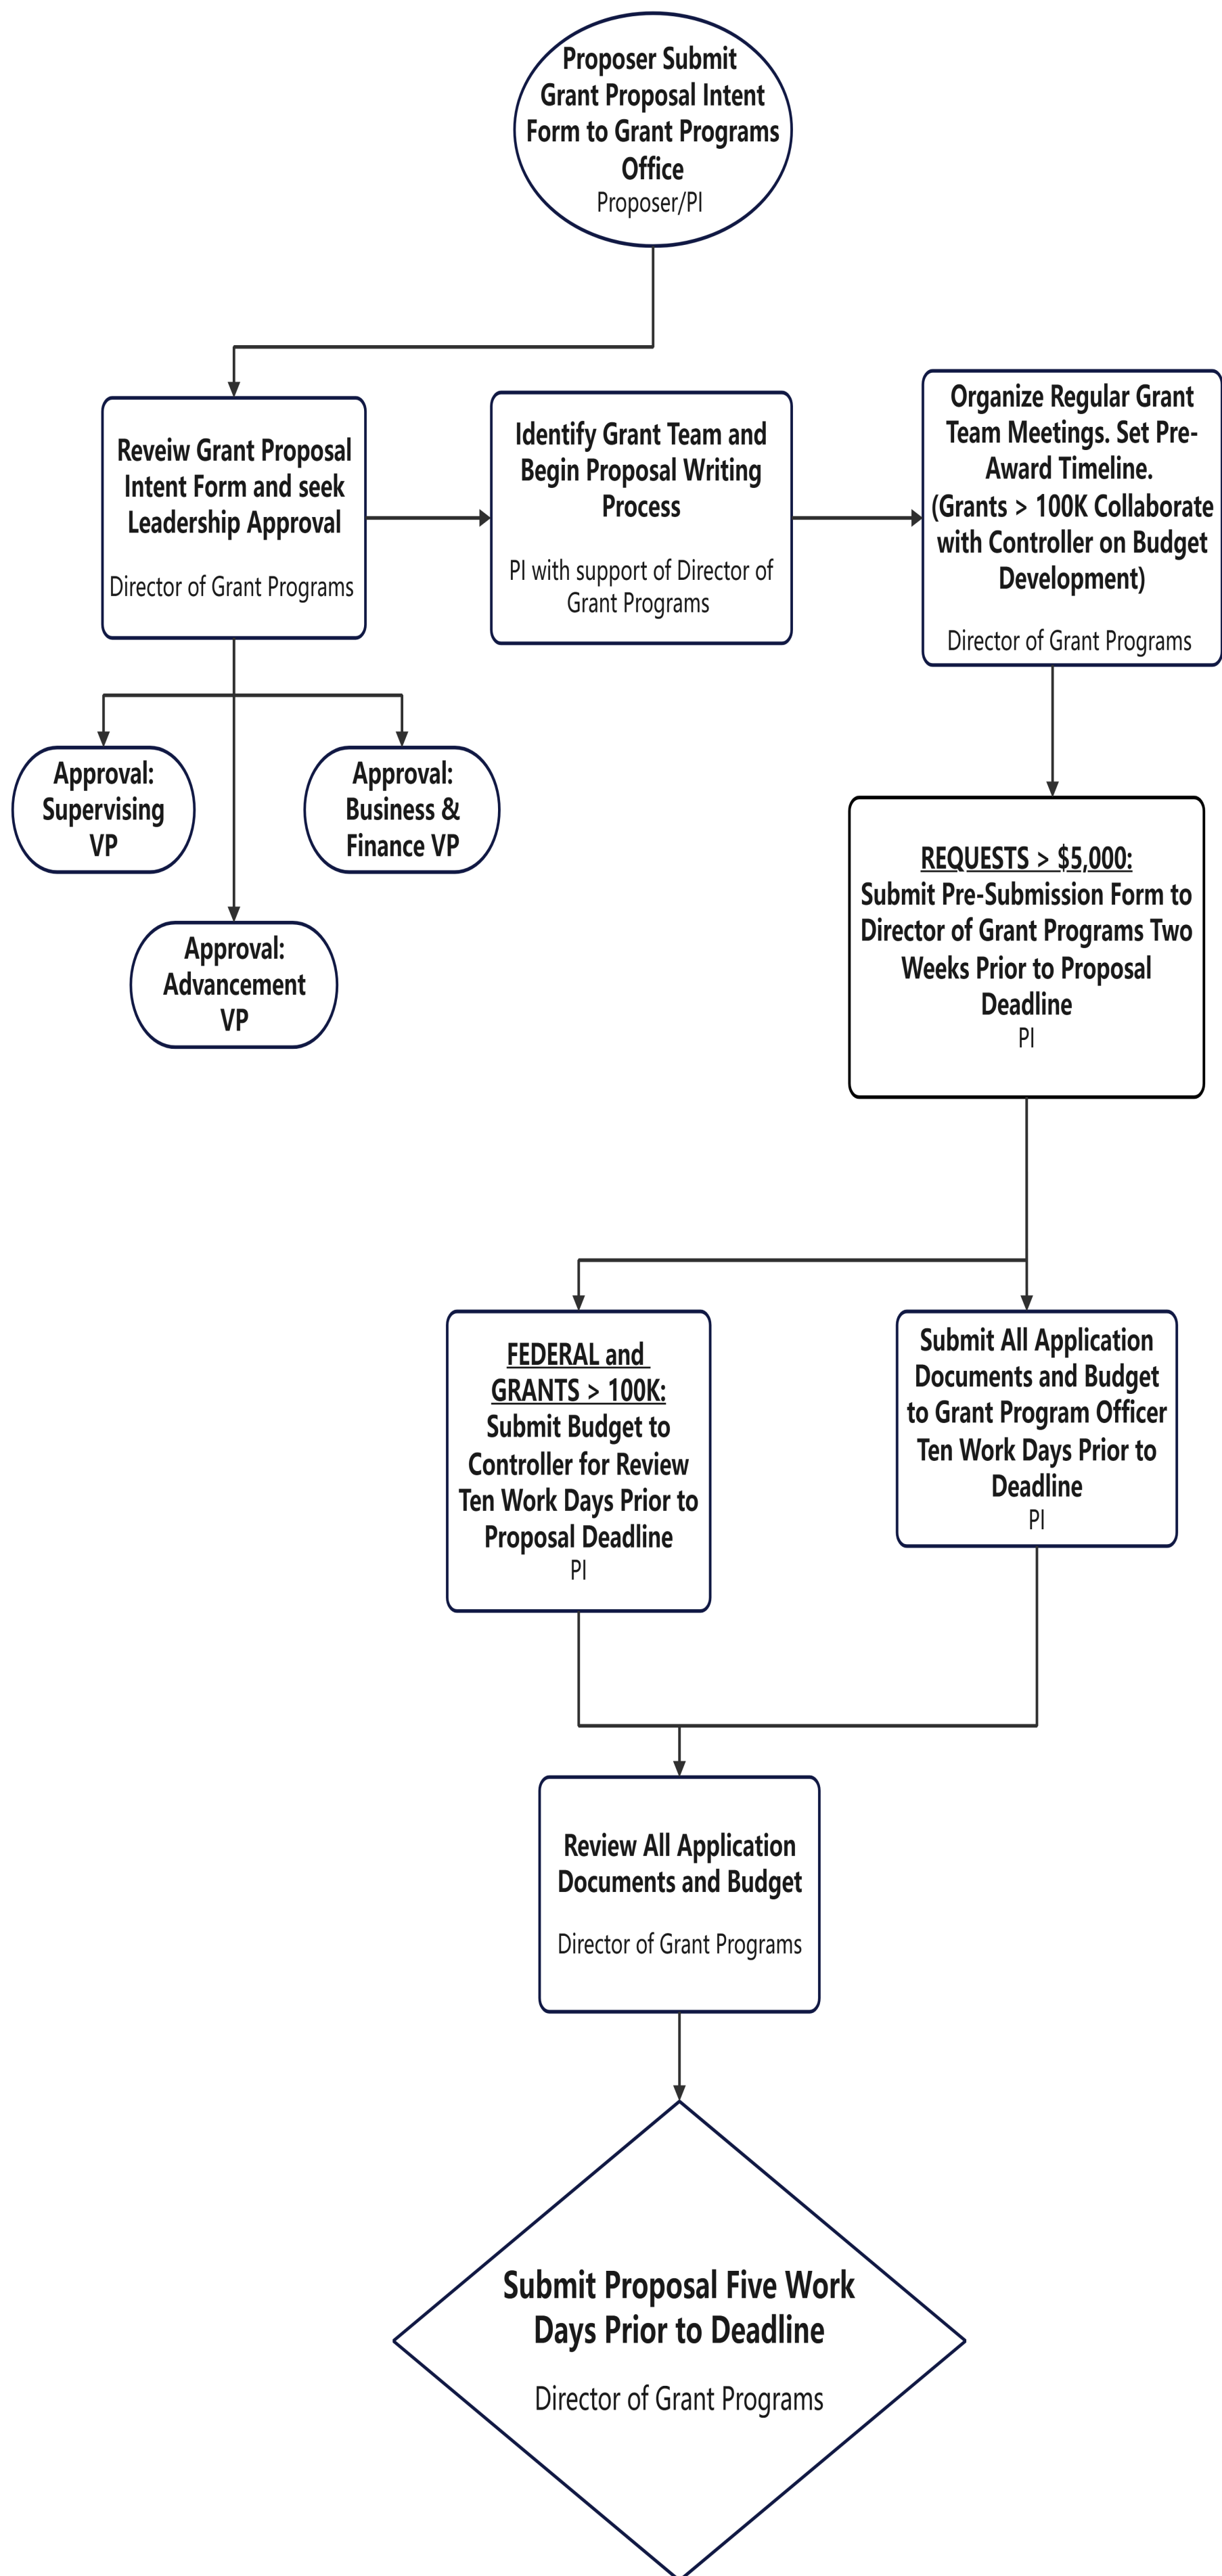 Proposer Submit
Grant Proposal Intent
Form to Grant Programs
Office
Proposer/PI
Reveiw Grant Proposal
Intent Form and seek
Leadership Approval
Director of Grant Programs
Identify Grant Team and
Begin Proposal Writing
Process
PI with support of Director of
Grant Programs
Organize Regular Grant
Team Meetings. Set Pre-
Award Timeline.
(Grants > 100K Collaborate
with Controller on Budget
Development)
Director of Grant Programs
Approval:
Supervising
VP
Approval:
Business &
Finance VP
Approval:
Advancement
VP
REQUESTS > $5,000:
Submit Pre-Submission Form to
Director of Grant Programs Two
Weeks Prior to Proposal
Deadline
PI
FEDERAL and
GRANTS > 100K:
Submit Budget to
Controller for Review
Ten Work Days Prior to
Proposal Deadline
PI
Submit All Application
Documents and Budget
to Grant Program Officer
Ten Work Days Prior to
Deadline
PI
Review All Application
Documents and Budget
Director of Grant Programs
Submit Proposal Five Work
Days Prior to Deadline
Director of Grant Programs